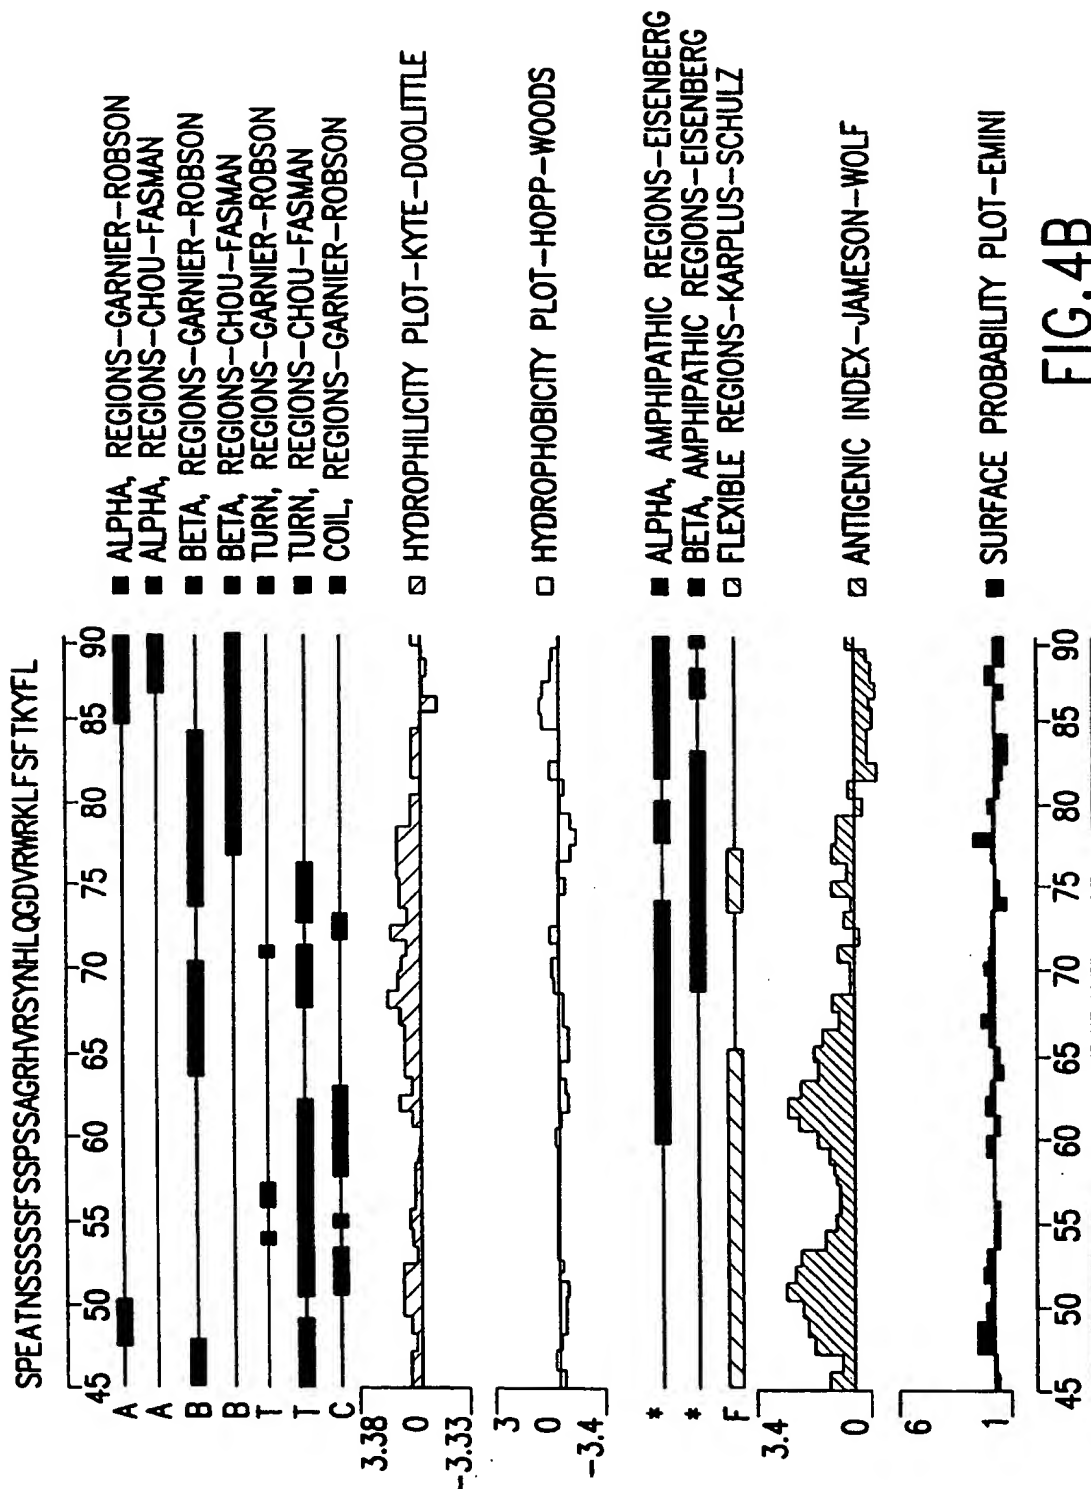 SPEATNSSSSSFSSPSSAGRHVRSYNHLQGDVRWRKLFSFTKYFL
45 50 55 60 65 70 75 80 85 90
A ■ ALPHA, REGIONS-GARNIER-ROBSON
A ■ ALPHA, REGIONS-CHOU-FASMAN
B ■ BETA, REGIONS-GARNIER-ROBSON
B ■ BETA, REGIONS-CHOU-FASMAN
T ■ TURN, REGIONS-GARNIER-ROBSON
T ■ TURN, REGIONS-CHOU-FASMAN
C ■ COIL, REGIONS-GARNIER-ROBSON
3.38
0 HYDROPHILICITY PLOT-KYTE-DOOLITTLE
-3.33
3
0 HYDROPHOBICITY PLOT-HOPP-WOODS
-3.4
* ■ ALPHA, AMPHIPATHIC REGIONS-EISENBERG
* ■ BETA, AMPHIPATHIC REGIONS-EISENBERG
F FLEXIBLE REGIONS-KARPLUS-SCHULZ
3.4
0 ANTIGENIC INDEX-JAMESON-WOLF
6
1 ■ SURFACE PROBABILITY PLOT-EMINI
45 50 55 60 65 70 75 80 85 90
FIG.4B